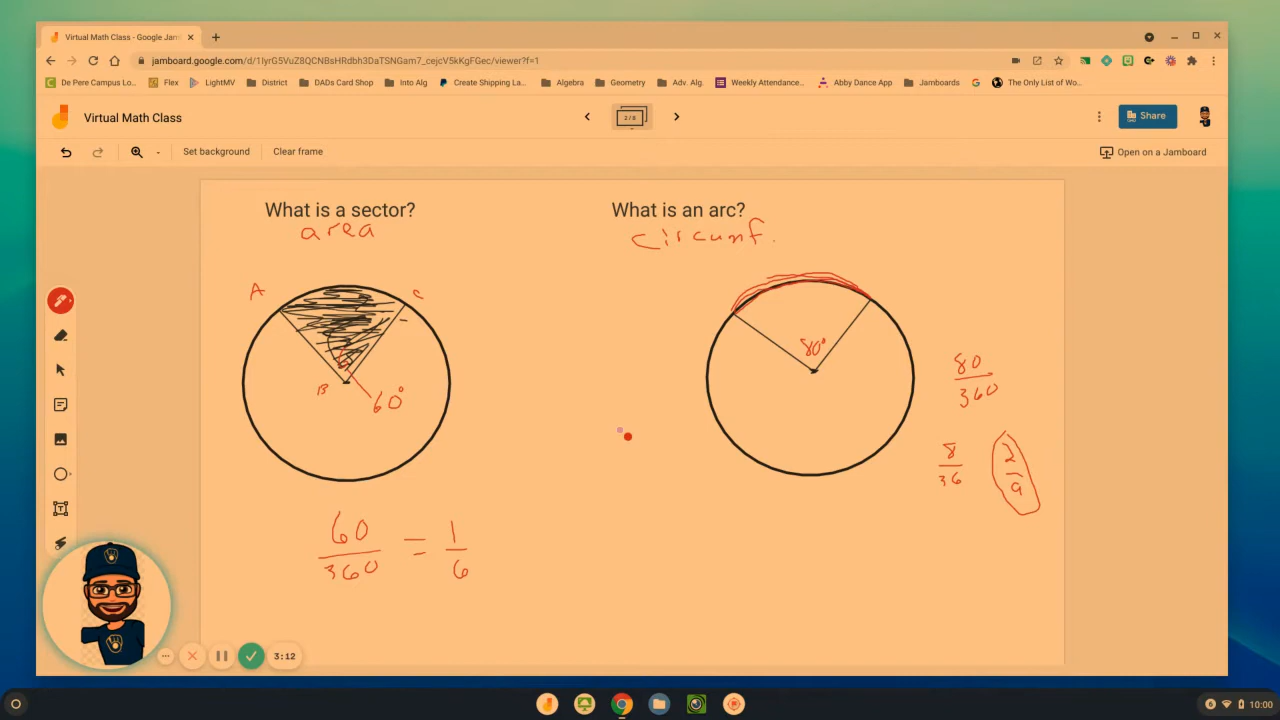 Virtual Math Class - Google Jam
jamboard.google.com/d/1IyrG5VuZ8QCNBsHRdbh3DaTSNGam7_cejcV5kKgFGec/viewer?f=1
De Pere Campus Lo... Flex LightMV District DADs Card Shop Into Alg Create Shipping La... Algebra Geometry Adv. Alg. Weekly Attendance... Abby Dance App Jamboards The Only List of Wo...
Virtual Math Class
2 / 8
Share
Set background Clear frame
Open on a Jamboard
What is a sector?
area
What is an arc?
circumf.
A
C
B
60°
60/360 = 1/6
80°
80/360
8/36 2/9
3:12
6
10:00